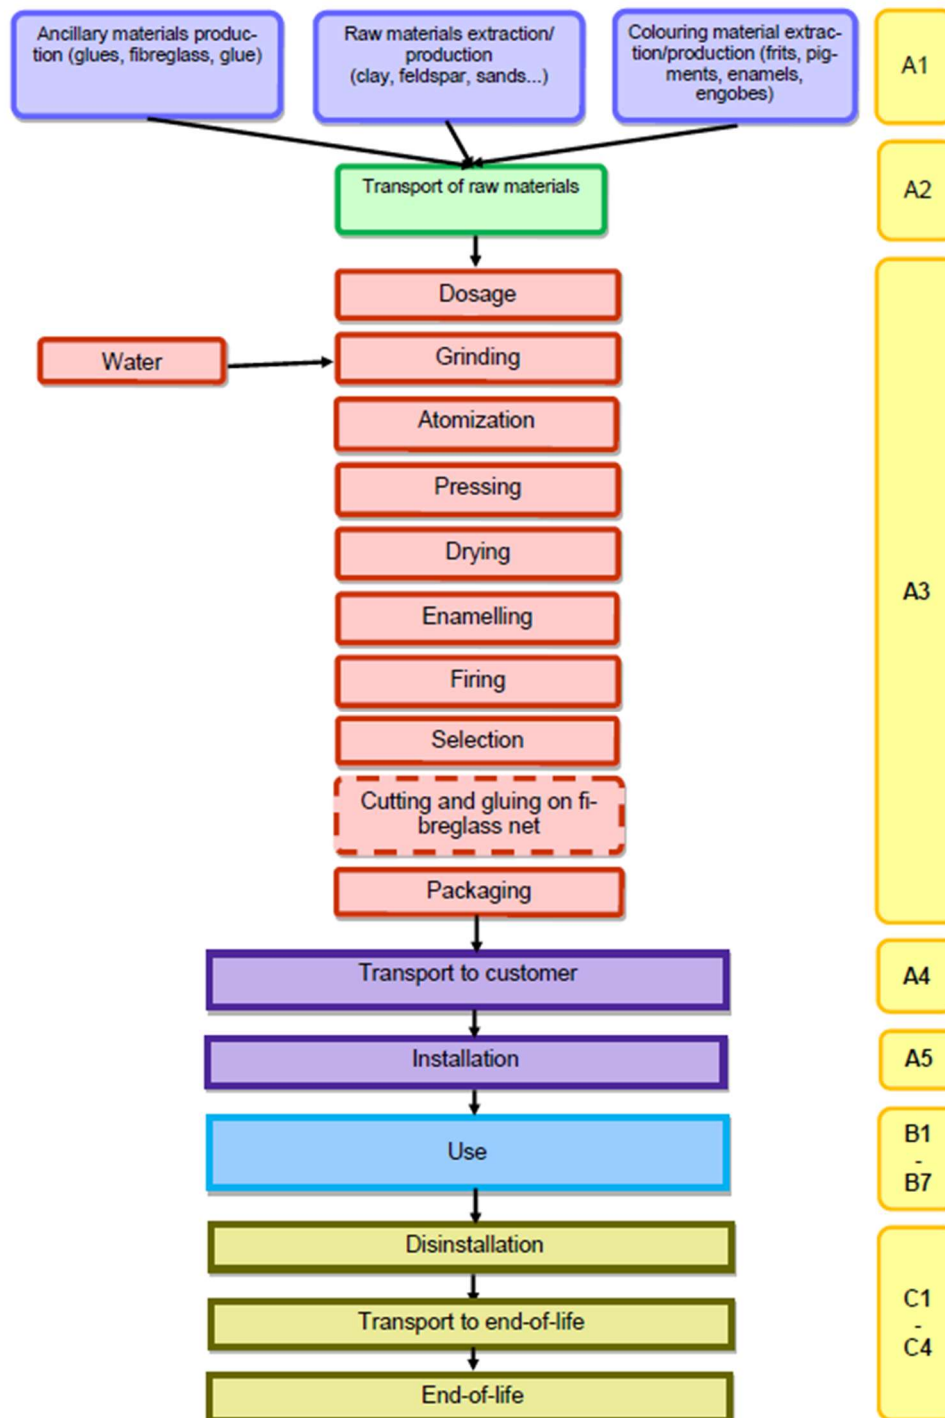 Ancillary materials produc-
tion (glues, fibreglass, glue)
Raw materials extraction/
production
(clay, feldspar, sands...)
Colouring material extrac-
tion/production (frits, pig-
ments, enamels,
engobes)
A1
Transport of raw materials
A2
Dosage
Water
Grinding
Atomization
Pressing
Drying
Enamelling
Firing
Selection
Cutting and gluing on fi-
breglass net
Packaging
A3
Transport to customer
A4
Installation
A5
Use
B1
-
B7
Disinstallation
Transport to end-of-life
End-of-life
C1
-
C4